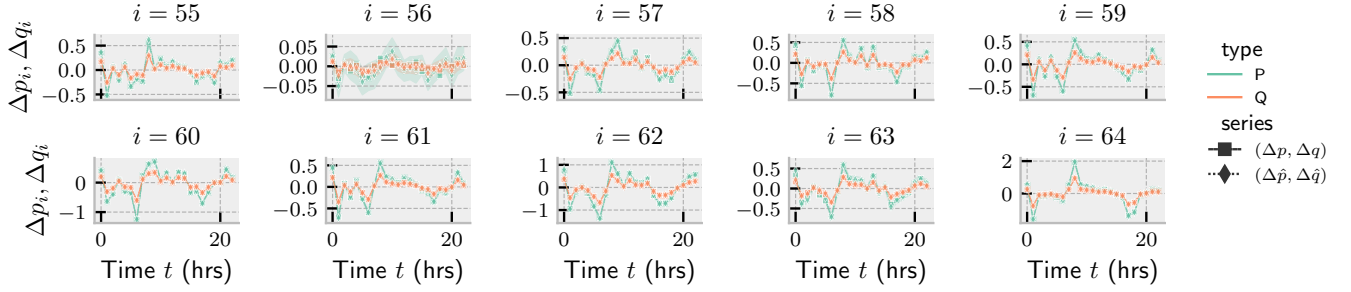 i = 55 i = 56 i = 57 i = 58 i = 59
Δp_i, Δq_i
0.5 0.0 −0.5
0.05 0.00 −0.05
0.5 0.0 −0.5
0.5 0.0 −0.5
0.5 0.0 −0.5
type
P
Q
series
(Δp, Δq)
(Δp̂, Δq̂)
i = 60 i = 61 i = 62 i = 63 i = 64
Δp_i, Δq_i
0 −1
0.5 0.0 −0.5
1 0 −1
0.5 0.0 −0.5
2 0
0 20 0 20 0 20 0 20 0 20
Time t (hrs) Time t (hrs) Time t (hrs) Time t (hrs) Time t (hrs)